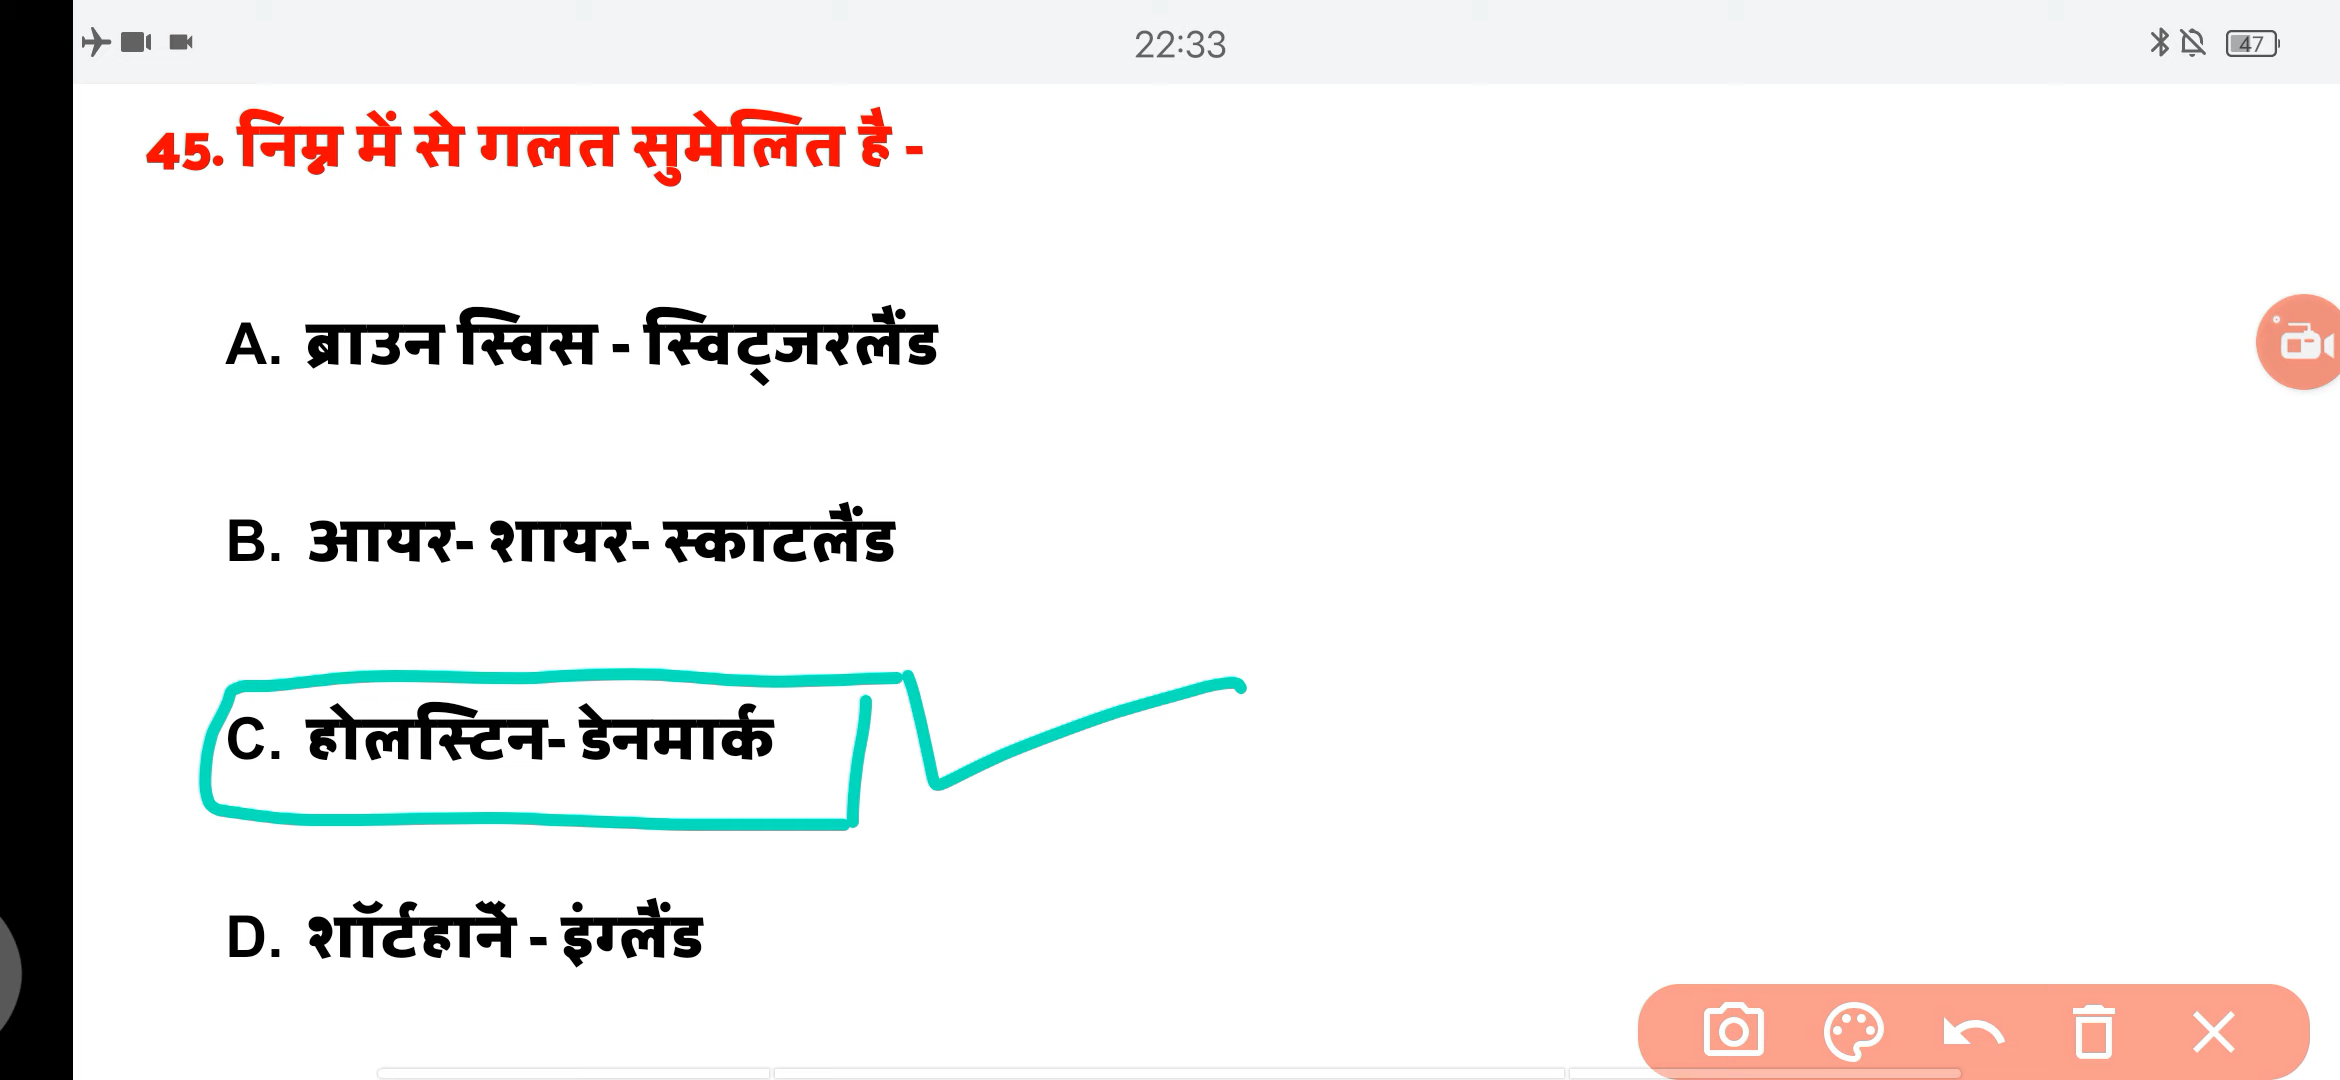 22:33
47
45. निम्न में से गलत सुमेलित है -
A. ब्राउन स्विस - स्विट्जरलैंड
B. आयर- शायर- स्काटलैंड
C. होलस्टिन- डेनमार्क
D. शॉर्टहार्नै - इंग्लैंड